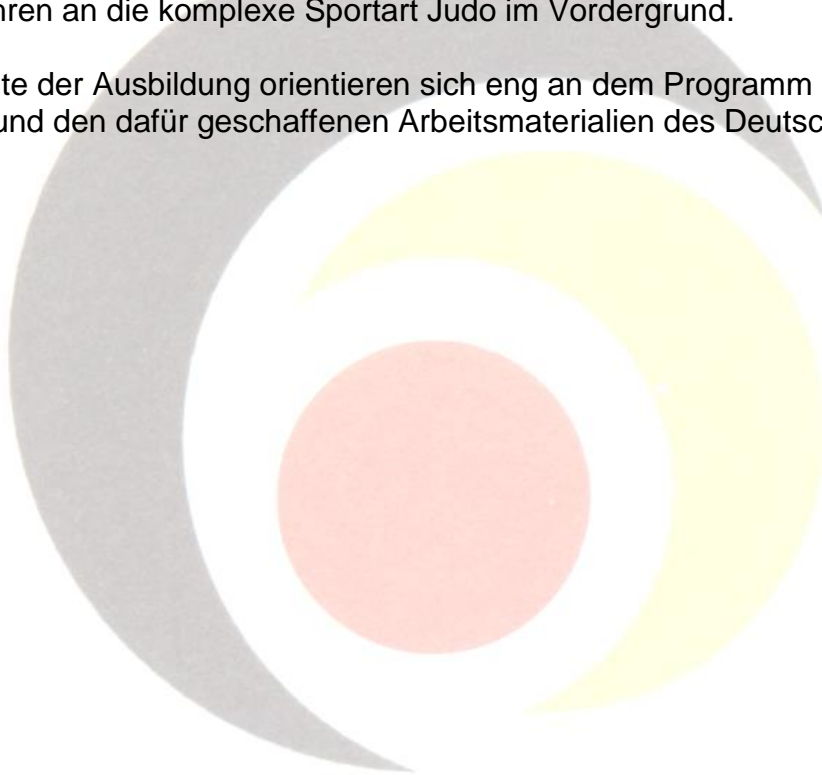 hren an die komplexe Sportart Judo im Vordergrund.
te der Ausbildung orientieren sich eng an dem Programm
und den dafür geschaffenen Arbeitsmaterialien des Deutsc